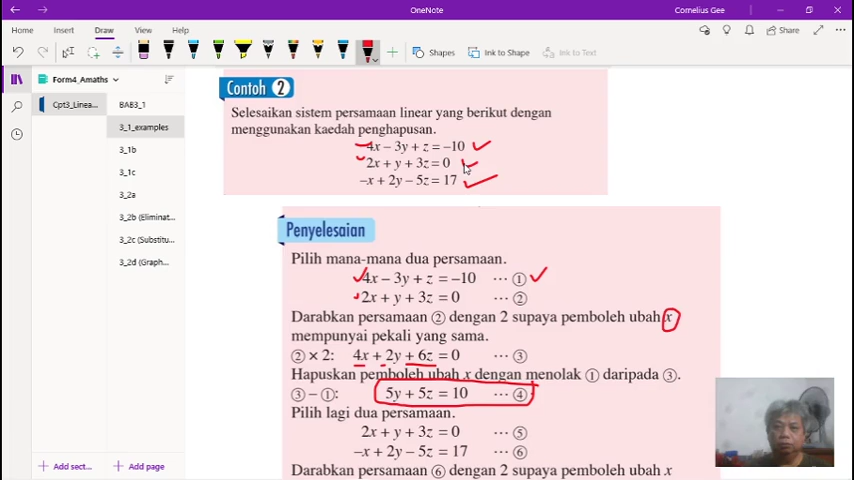 OneNote
Cornelius Gee
Home Insert Draw View Help
Shapes
Ink to Shape
Ink to Text
Share
Form4_Amaths
Cpt3_Linea...
BAB3_1
3_1_examples
3_1b
3_1c
3_2a
3_2b (Eliminat...
3_2c (Substitu...
3_2d (Graph...
Add sect...
Add page
Contoh 2
Selesaikan sistem persamaan linear yang berikut dengan
menggunakan kaedah penghapusan.
4x – 3y + z = –10
2x + y + 3z = 0
–x + 2y – 5z = 17
Penyelesaian
Pilih mana-mana dua persamaan.
4x – 3y + z = –10 ··· ①
2x + y + 3z = 0 ··· ②
Darabkan persamaan ② dengan 2 supaya pemboleh ubah x
mempunyai pekali yang sama.
② × 2: 4x + 2y + 6z = 0 ··· ③
Hapuskan pemboleh ubah x dengan menolak ① daripada ③.
③ – ①: 5y + 5z = 10 ··· ④
Pilih lagi dua persamaan.
2x + y + 3z = 0 ··· ⑤
–x + 2y – 5z = 17 ··· ⑥
Darabkan persamaan ⑥ dengan 2 supaya pemboleh ubah x